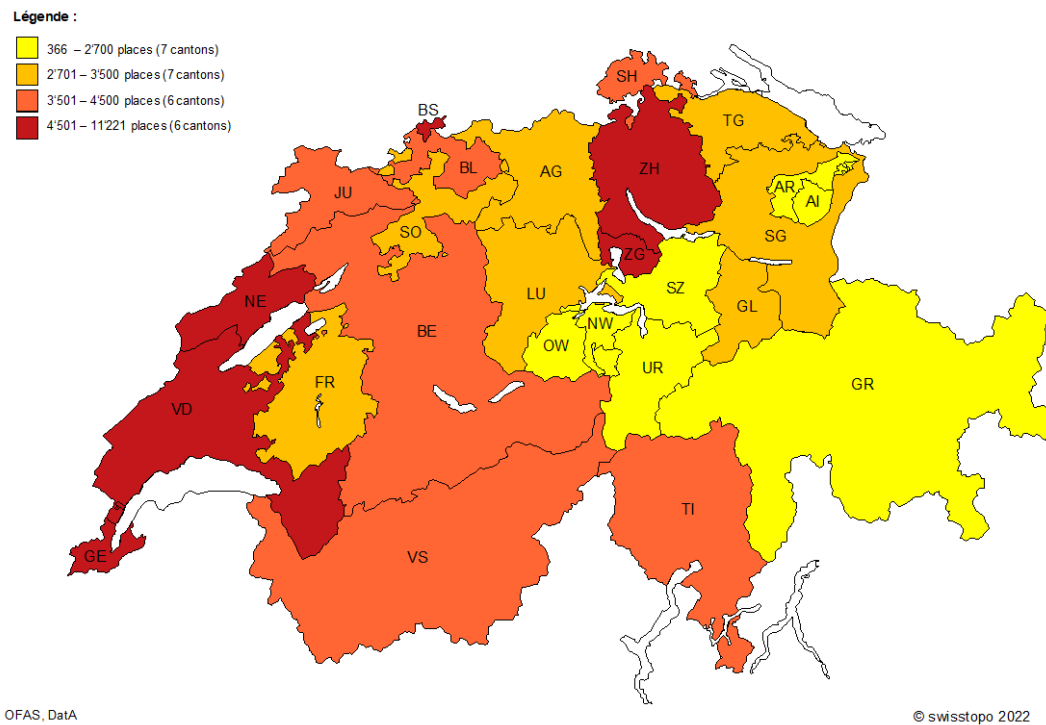 Légende :
366 – 2'700 places (7 cantons)
2'701 – 3'500 places (7 cantons)
3'501 – 4'500 places (6 cantons)
4'501 – 11'221 places (6 cantons)
SH
BS
TG
BL
AG
ZH
JU
AR
AI
SO
SG
ZG
NE
LU
SZ
GL
BE
NW
OW
UR
FR
GR
VD
TI
GE
VS
OFAS, DatA
© swisstopo 2022